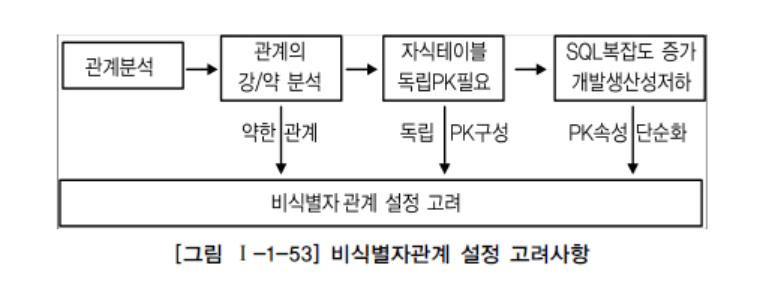 관계분석
관계의
강/약 분석
자식테이블
독립PK필요
SQL복잡도 증가
개발생산성저하
약한 관계
독립 PK구성
PK속성 단순화
비식별자 관계 설정 고려
[그림 Ⅰ-1-53] 비식별자관계 설정 고려사항